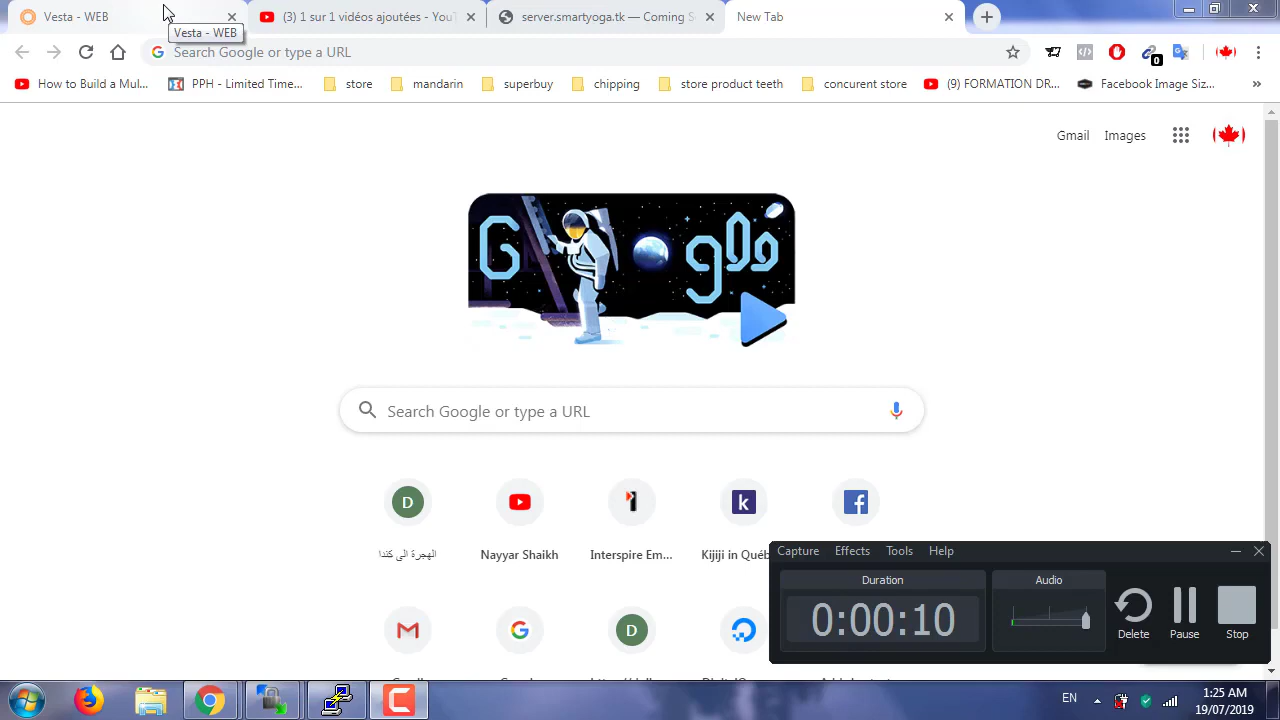 Vesta - WEB
(3) 1 sur 1 vidéos ajoutées - YouT
server.smartyoga.tk — Coming S
New Tab
Vesta - WEB
Search Google or type a URL
0
How to Build a Mul...
PPH - Limited Time...
store
mandarin
superbuy
chipping
store product teeth
concurent store
(9) FORMATION DR...
Facebook Image Siz...
»
Gmail
Images
Google
Search Google or type a URL
D
k
الهجرة الى كندا
Nayyar Shaikh
Interspire Em...
Kijiji in Québ
D
Capture
Effects
Tools
Help
Duration
Audio
0:00:10
Delete
Pause
Stop
EN
1:25 AM
19/07/2019